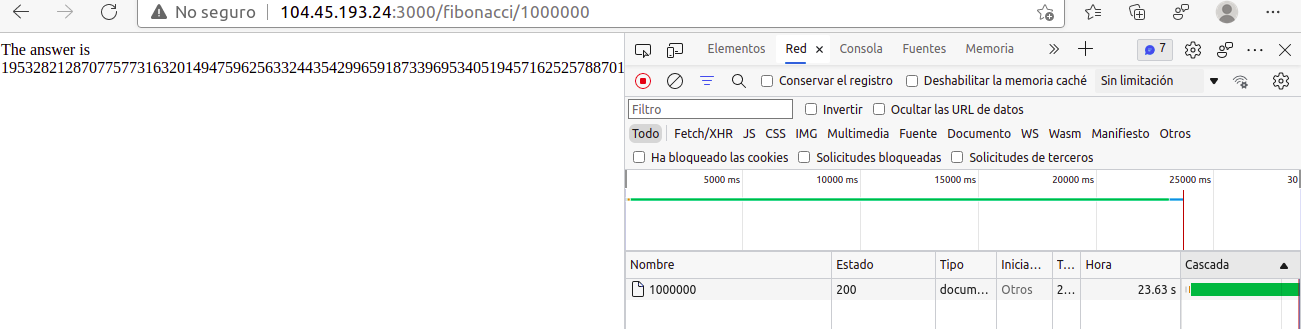 No seguro 104.45.193.24:3000/fibonacci/1000000
The answer is
195328212870775773163201494759625633244354299659187339695340519457162525788701
Elementos Red Consola Fuentes Memoria 7
Conservar el registro Deshabilitar la memoria caché Sin limitación
Filtro Invertir Ocultar las URL de datos
Todo Fetch/XHR JS CSS IMG Multimedia Fuente Documento WS Wasm Manifiesto Otros
Ha bloqueado las cookies Solicitudes bloqueadas Solicitudes de terceros
5000 ms 10000 ms 15000 ms 20000 ms 25000 ms 30
Nombre Estado Tipo Inicia... T... Hora Cascada
1000000 200 docum... Otros 2... 23.63 s